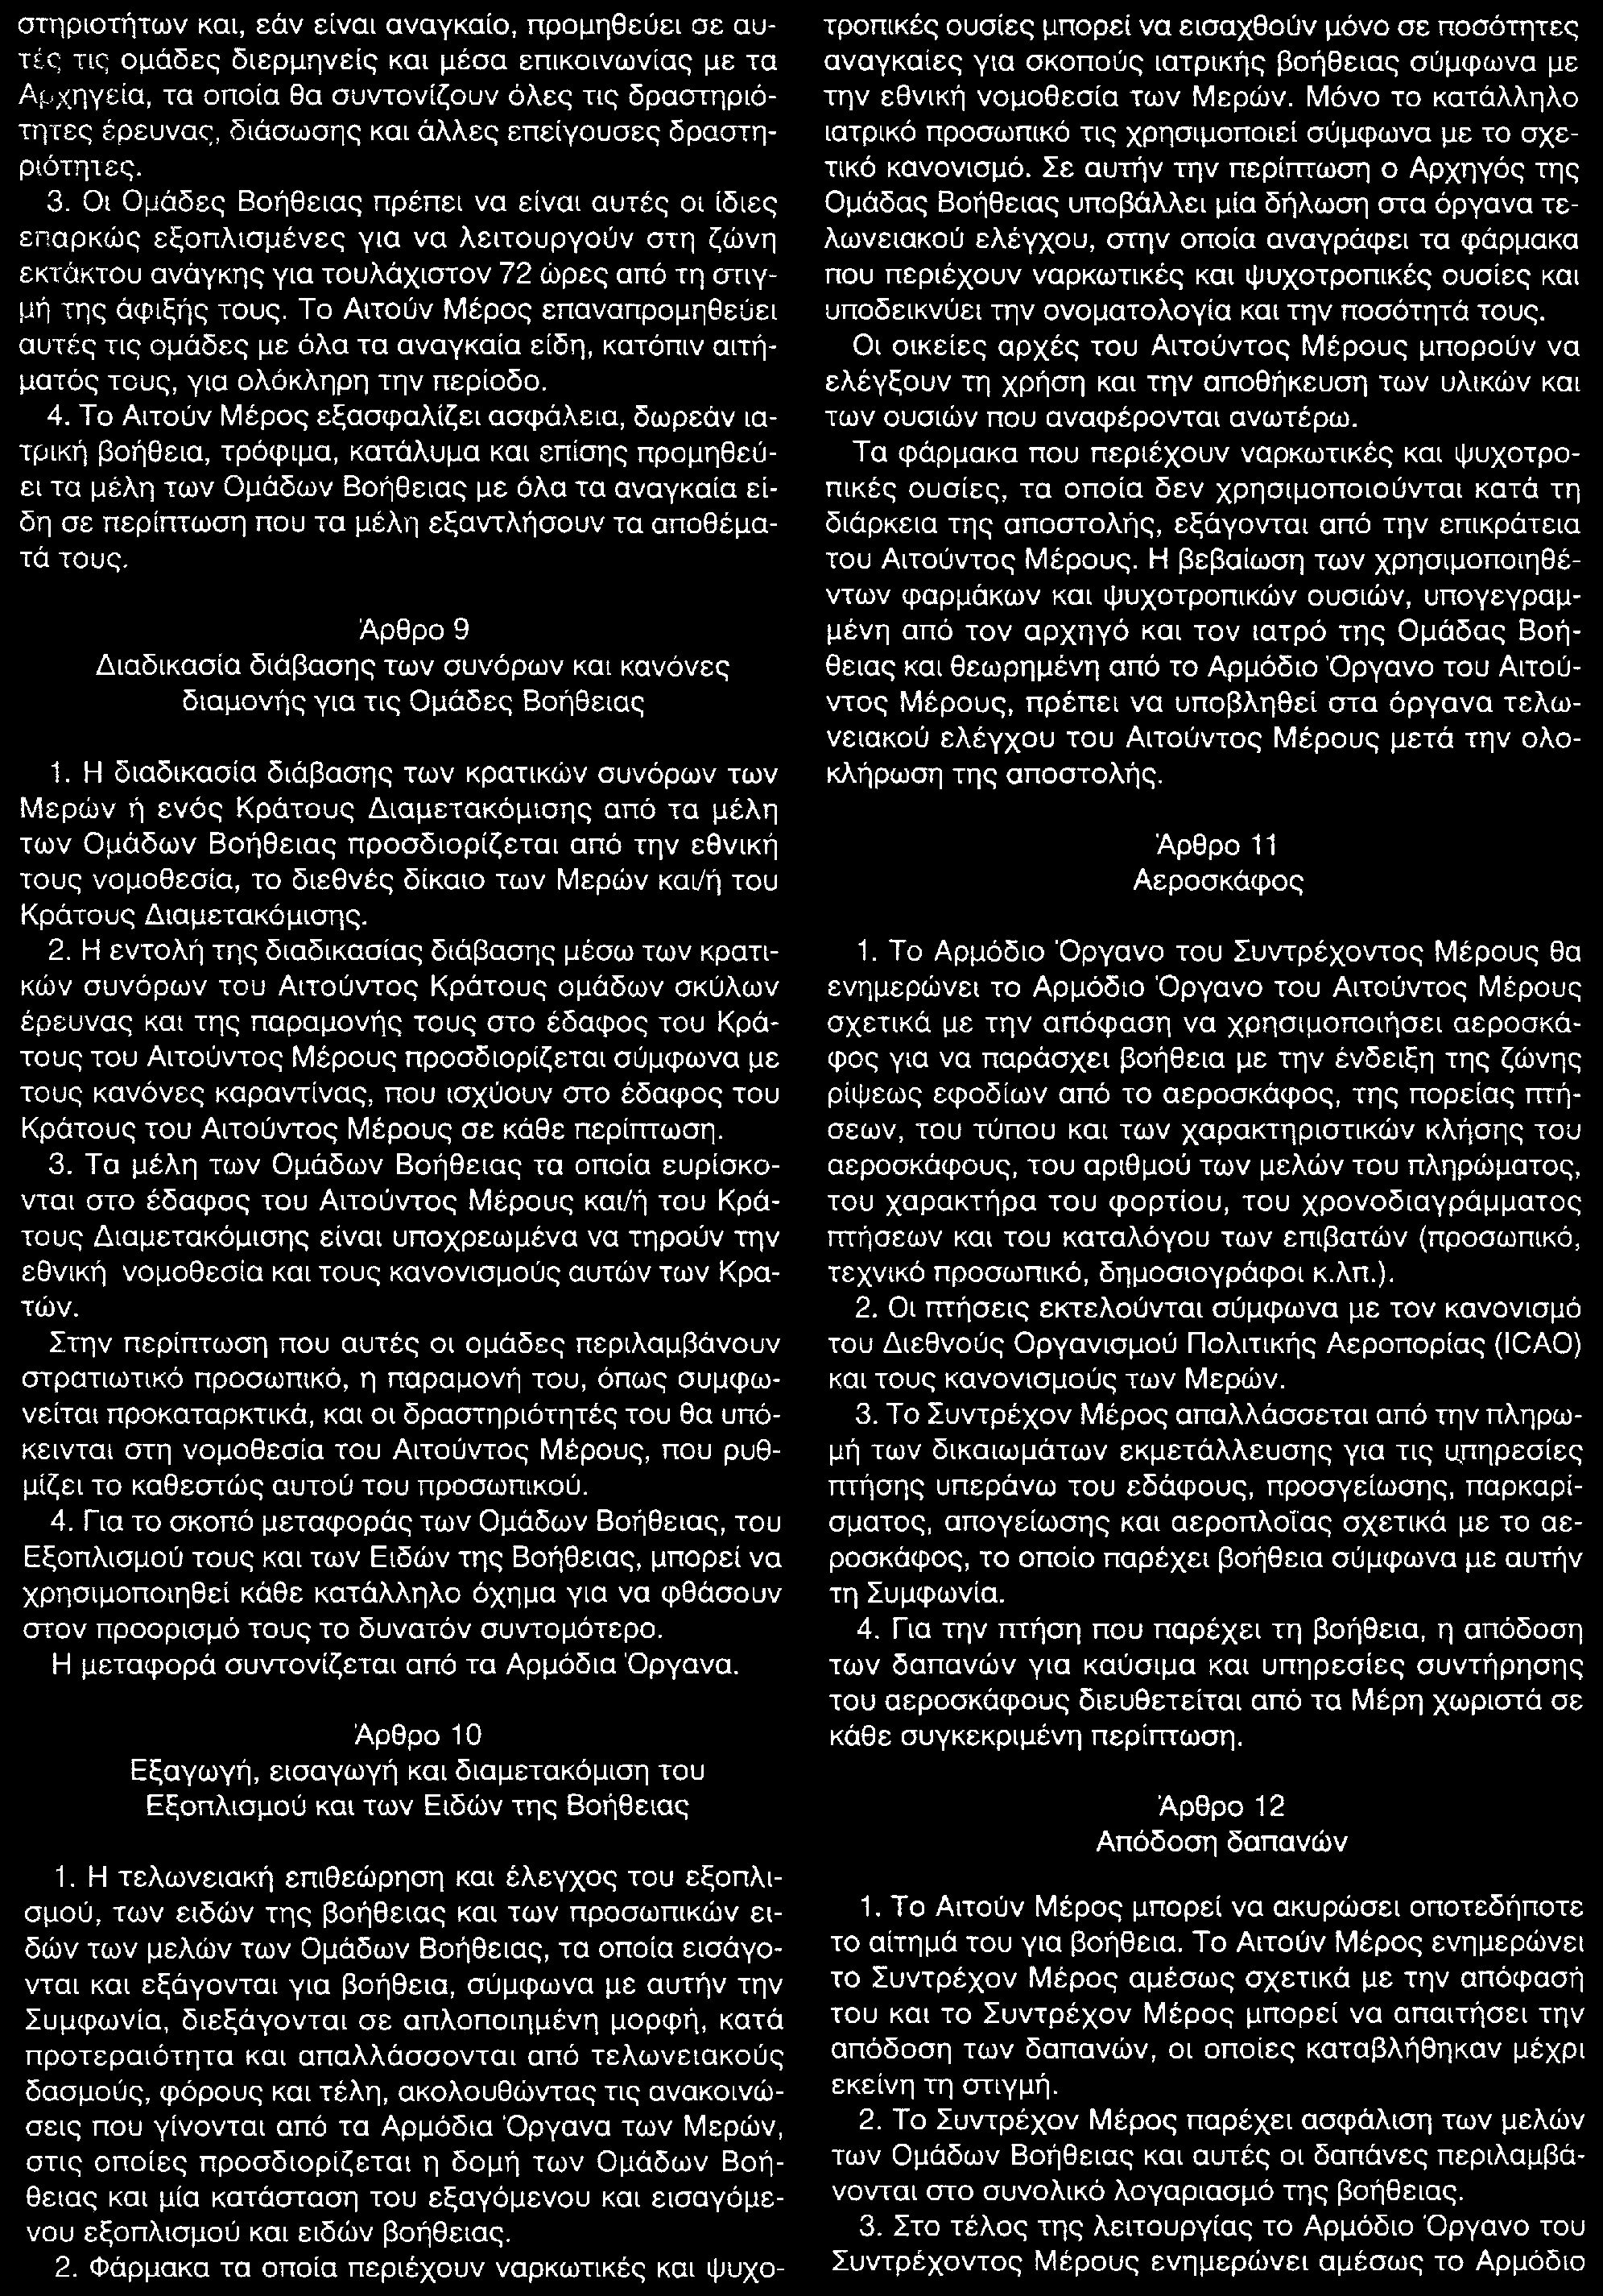 στηριοτήτων και, εάν είναι αναγκαίο, προμηθεύει σε αυ-
τές τις ομάδες διερμηνείς και μέσα επικοινωνίας με τα
Αρχηγεία, τα οποία θα συντονίζουν όλες τις δραστηριό-
τητες έρευνας, διάσωσης και άλλες επείγουσες δραστη-
ριότητες.
3. Οι Ομάδες Βοήθειας πρέπει να είναι αυτές οι ίδιες
επαρκώς εξοπλισμένες για να λειτουργούν στη ζώνη
εκτάκτου ανάγκης για τουλάχιστον 72 ώρες από τη στιγ-
μή της άφιξής τους. Το Αιτούν Μέρος επαναπρομηθεύει
αυτές τις ομάδες με όλα τα αναγκαία είδη, κατόπιν αιτή-
ματός τους, για ολόκληρη την περίοδο.
4. Το Αιτούν Μέρος εξασφαλίζει ασφάλεια, δωρεάν ια-
τρική βοήθεια, τρόφιμα, κατάλυμα και επίσης προμηθεύ-
ει τα μέλη των Ομάδων Βοήθειας με όλα τα αναγκαία εί-
δη σε περίπτωση που τα μέλη εξαντλήσουν τα αποθέμα-
τά τους.
Άρθρο 9
Διαδικασία διάβασης των συνόρων και κανόνες
διαμονής για τις Ομάδες Βοήθειας
1. Η διαδικασία διάβασης των κρατικών συνόρων των
Μερών ή ενός Κράτους Διαμετακόμισης από τα μέλη
των Ομάδων Βοήθειας προσδιορίζεται από την εθνική
τους νομοθεσία, το διεθνές δίκαιο των Μερών και/ή του
Κράτους Διαμετακόμισης.
2. Η εντολή της διαδικασίας διάβασης μέσω των κρατι-
κών συνόρων του Αιτούντος Κράτους ομάδων σκύλων
έρευνας και της παραμονής τους στο έδαφος του Κρά-
τους του Αιτούντος Μέρους προσδιορίζεται σύμφωνα με
τους κανόνες καραντίνας, που ισχύουν στο έδαφος του
Κράτους του Αιτούντος Μέρους σε κάθε περίπτωση.
3. Τα μέλη των Ομάδων Βοήθειας τα οποία ευρίσκο-
νται στο έδαφος του Αιτούντος Μέρους και/ή του Κρά-
τους Διαμετακόμισης είναι υποχρεωμένα να τηρούν την
εθνική νομοθεσία και τους κανονισμούς αυτών των Κρα-
τών.
Στην περίπτωση που αυτές οι ομάδες περιλαμβάνουν
στρατιωτικό προσωπικό, η παραμονή του, όπως συμφω-
νείται προκαταρκτικά, και οι δραστηριότητές του θα υπό-
κεινται στη νομοθεσία του Αιτούντος Μέρους, που ρυθ-
μίζει το καθεστώς αυτού του προσωπικού.
4. Για το σκοπό μεταφοράς των Ομάδων Βοήθειας, του
Εξοπλισμού τους και των Ειδών της Βοήθειας, μπορεί να
χρησιμοποιηθεί κάθε κατάλληλο όχημα για να φθάσουν
στον προορισμό τους το δυνατόν συντομότερο.
Η μεταφορά συντονίζεται από τα Αρμόδια Όργανα.
Άρθρο 10
Εξαγωγή, εισαγωγή και διαμετακόμιση του
Εξοπλισμού και των Ειδών της Βοήθειας
1. Η τελωνειακή επιθεώρηση και έλεγχος του εξοπλι-
σμού, των ειδών της βοήθειας και των προσωπικών ει-
δών των μελών των Ομάδων Βοήθειας, τα οποία εισάγο-
νται και εξάγονται για βοήθεια, σύμφωνα με αυτήν την
Συμφωνία, διεξάγονται σε απλοποιημένη μορφή, κατά
προτεραιότητα και απαλλάσσονται από τελωνειακούς
δασμούς, φόρους και τέλη, ακολουθώντας τις ανακοινώ-
σεις που γίνονται από τα Αρμόδια Όργανα των Μερών,
στις οποίες προσδιορίζεται η δομή των Ομάδων Βοή-
θειας και μία κατάσταση του εξαγόμενου και εισαγόμε-
νου εξοπλισμού και ειδών βοήθειας.
2. Φάρμακα τα οποία περιέχουν ναρκωτικές και ψυχο-
τροπικές ουσίες μπορεί να εισαχθούν μόνο σε ποσότητες
αναγκαίες για σκοπούς ιατρικής βοήθειας σύμφωνα με
την εθνική νομοθεσία των Μερών. Μόνο το κατάλληλο
ιατρικό προσωπικό τις χρησιμοποιεί σύμφωνα με το σχε-
τικό κανονισμό. Σε αυτήν την περίπτωση ο Αρχηγός της
Ομάδας Βοήθειας υποβάλλει μία δήλωση στα όργανα τε-
λωνειακού ελέγχου, στην οποία αναγράφει τα φάρμακα
που περιέχουν ναρκωτικές και ψυχοτροπικές ουσίες και
υποδεικνύει την ονοματολογία και την ποσότητά τους.
Οι οικείες αρχές του Αιτούντος Μέρους μπορούν να
ελέγξουν τη χρήση και την αποθήκευση των υλικών και
των ουσιών που αναφέρονται ανωτέρω.
Τα φάρμακα που περιέχουν ναρκωτικές και ψυχοτρο-
πικές ουσίες, τα οποία δεν χρησιμοποιούνται κατά τη
διάρκεια της αποστολής, εξάγονται από την επικράτεια
του Αιτούντος Μέρους. Η βεβαίωση των χρησιμοποιηθέ-
ντων φαρμάκων και ψυχοτροπικών ουσιών, υπογεγραμ-
μένη από τον αρχηγό και τον ιατρό της Ομάδας Βοή-
θειας και θεωρημένη από το Αρμόδιο Όργανο του Αιτού-
ντος Μέρους, πρέπει να υποβληθεί στα όργανα τελω-
νειακού ελέγχου του Αιτούντος Μέρους μετά την ολο-
κλήρωση της αποστολής.
Άρθρο 11
Αεροσκάφος
1. Το Αρμόδιο Όργανο του Συντρέχοντος Μέρους θα
ενημερώνει το Αρμόδιο Όργανο του Αιτούντος Μέρους
σχετικά με την απόφαση να χρησιμοποιήσει αεροσκά-
φος για να παράσχει βοήθεια με την ένδειξη της ζώνης
ρίψεως εφοδίων από το αεροσκάφος, της πορείας πτή-
σεων, του τύπου και των χαρακτηριστικών κλήσης του
αεροσκάφους, του αριθμού των μελών του πληρώματος,
του χαρακτήρα του φορτίου, του χρονοδιαγράμματος
πτήσεων και του καταλόγου των επιβατών (προσωπικό,
τεχνικό προσωπικό, δημοσιογράφοι κ.λπ.).
2. Οι πτήσεις εκτελούνται σύμφωνα με τον κανονισμό
του Διεθνούς Οργανισμού Πολιτικής Αεροπορίας (ICAO)
και τους κανονισμούς των Μερών.
3. Το Συντρέχον Μέρος απαλλάσσεται από την πληρω-
μή των δικαιωμάτων εκμετάλλευσης για τις υπηρεσίες
πτήσης υπεράνω του εδάφους, προσγείωσης, παρκαρί-
σματος, απογείωσης και αεροπλοΐας σχετικά με το αε-
ροσκάφος, το οποίο παρέχει βοήθεια σύμφωνα με αυτήν
τη Συμφωνία.
4. Για την πτήση που παρέχει τη βοήθεια, η απόδοση
των δαπανών για καύσιμα και υπηρεσίες συντήρησης
του αεροσκάφους διευθετείται από τα Μέρη χωριστά σε
κάθε συγκεκριμένη περίπτωση.
Άρθρο 12
Απόδοση δαπανών
1. Το Αιτούν Μέρος μπορεί να ακυρώσει οποτεδήποτε
το αίτημά του για βοήθεια. Το Αιτούν Μέρος ενημερώνει
το Συντρέχον Μέρος αμέσως σχετικά με την απόφασή
του και το Συντρέχον Μέρος μπορεί να απαιτήσει την
απόδοση των δαπανών, οι οποίες καταβλήθηκαν μέχρι
εκείνη τη στιγμή.
2. Το Συντρέχον Μέρος παρέχει ασφάλιση των μελών
των Ομάδων Βοήθειας και αυτές οι δαπάνες περιλαμβά-
νονται στο συνολικό λογαριασμό της βοήθειας.
3. Στο τέλος της λειτουργίας το Αρμόδιο Όργανο του
Συντρέχοντος Μέρους ενημερώνει αμέσως το Αρμόδιο